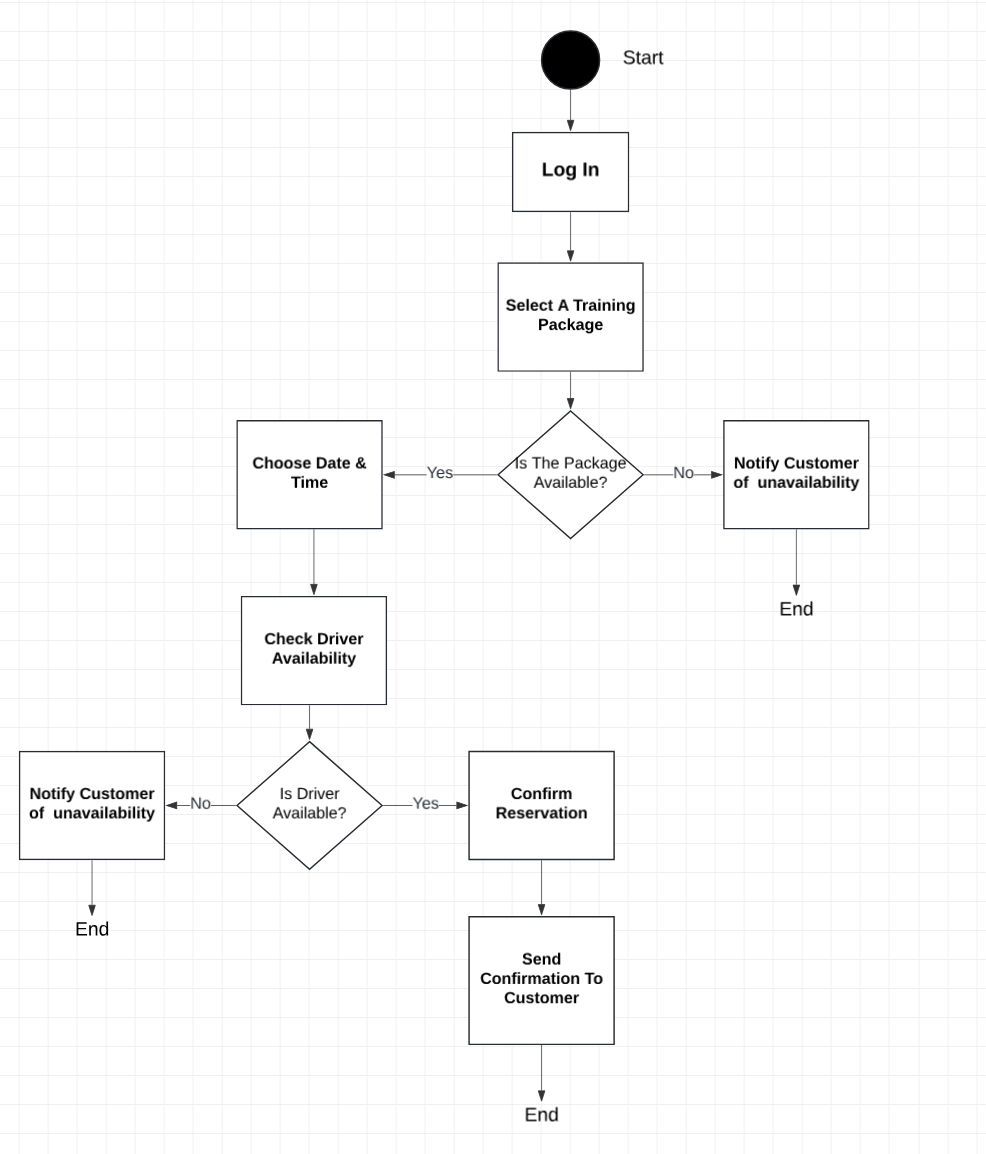 Start
Log In
Select A Training
Package
Choose Date &
Time
Yes
Is The Package
Available?
No
Notify Customer
of  unavailability
End
Check Driver
Availability
Notify Customer
of  unavailability
No
Is Driver
Available?
Yes
Confirm
Reservation
End
Send
Confirmation To
Customer
End